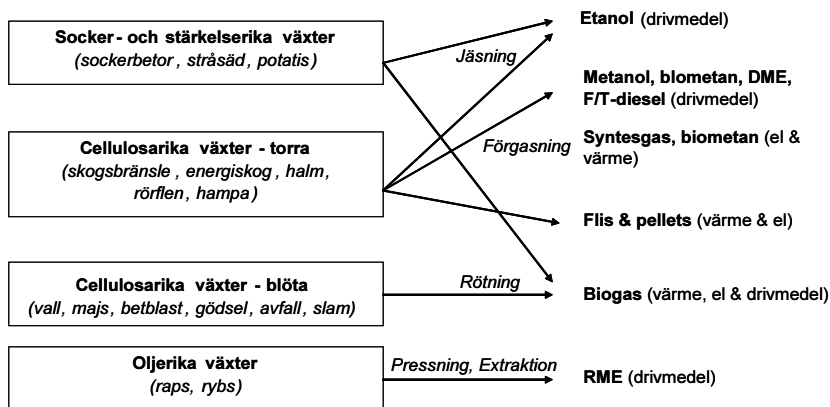 Socker- och stärkelserika växter
(sockerbetor, stråsäd, potatis)
Jäsning
Etanol (drivmedel)
Metanol, biometan, DME,
F/T-diesel (drivmedel)
Cellulosarika växter - torra
(skogsbränsle, energiskog, halm,
rörflen, hampa)
Förgasning
Syntesgas, biometan (el &
värme)
Flis & pellets (värme & el)
Cellulosarika växter - blöta
(vall, majs, betblast, gödsel, avfall, slam)
Rötning
Biogas (värme, el & drivmedel)
Oljerika växter
(raps, rybs)
Pressning, Extraktion
RME (drivmedel)